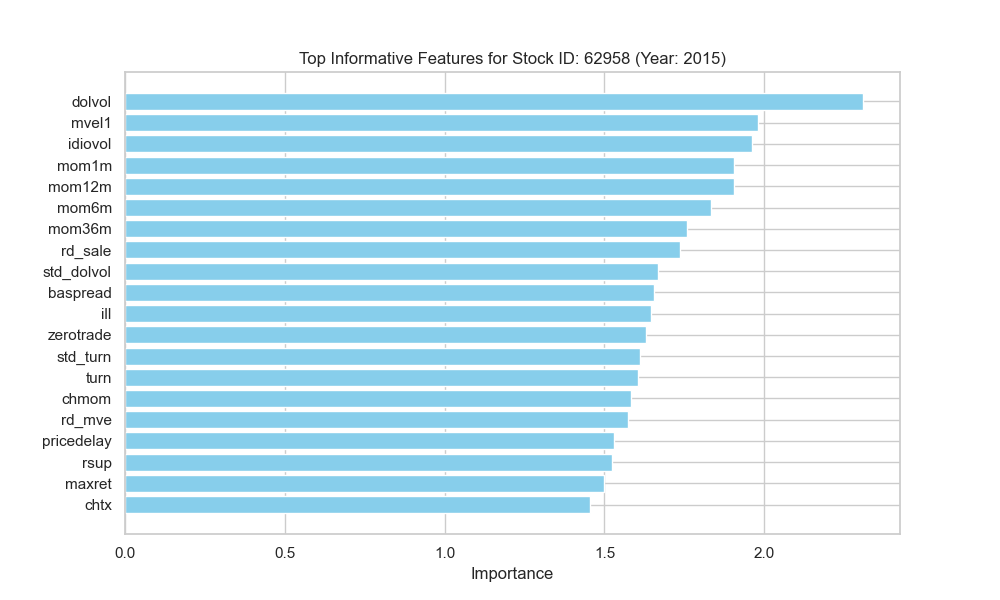 Top Informative Features for Stock ID: 62958 (Year: 2015)
dolvol
mvel1
idiovol
mom1m
mom12m
mom6m
mom36m
rd_sale
std_dolvol
baspread
ill
zerotrade
std_turn
turn
chmom
rd_mve
pricedelay
rsup
maxret
chtx
0.0 0.5 1.0 1.5 2.0
Importance